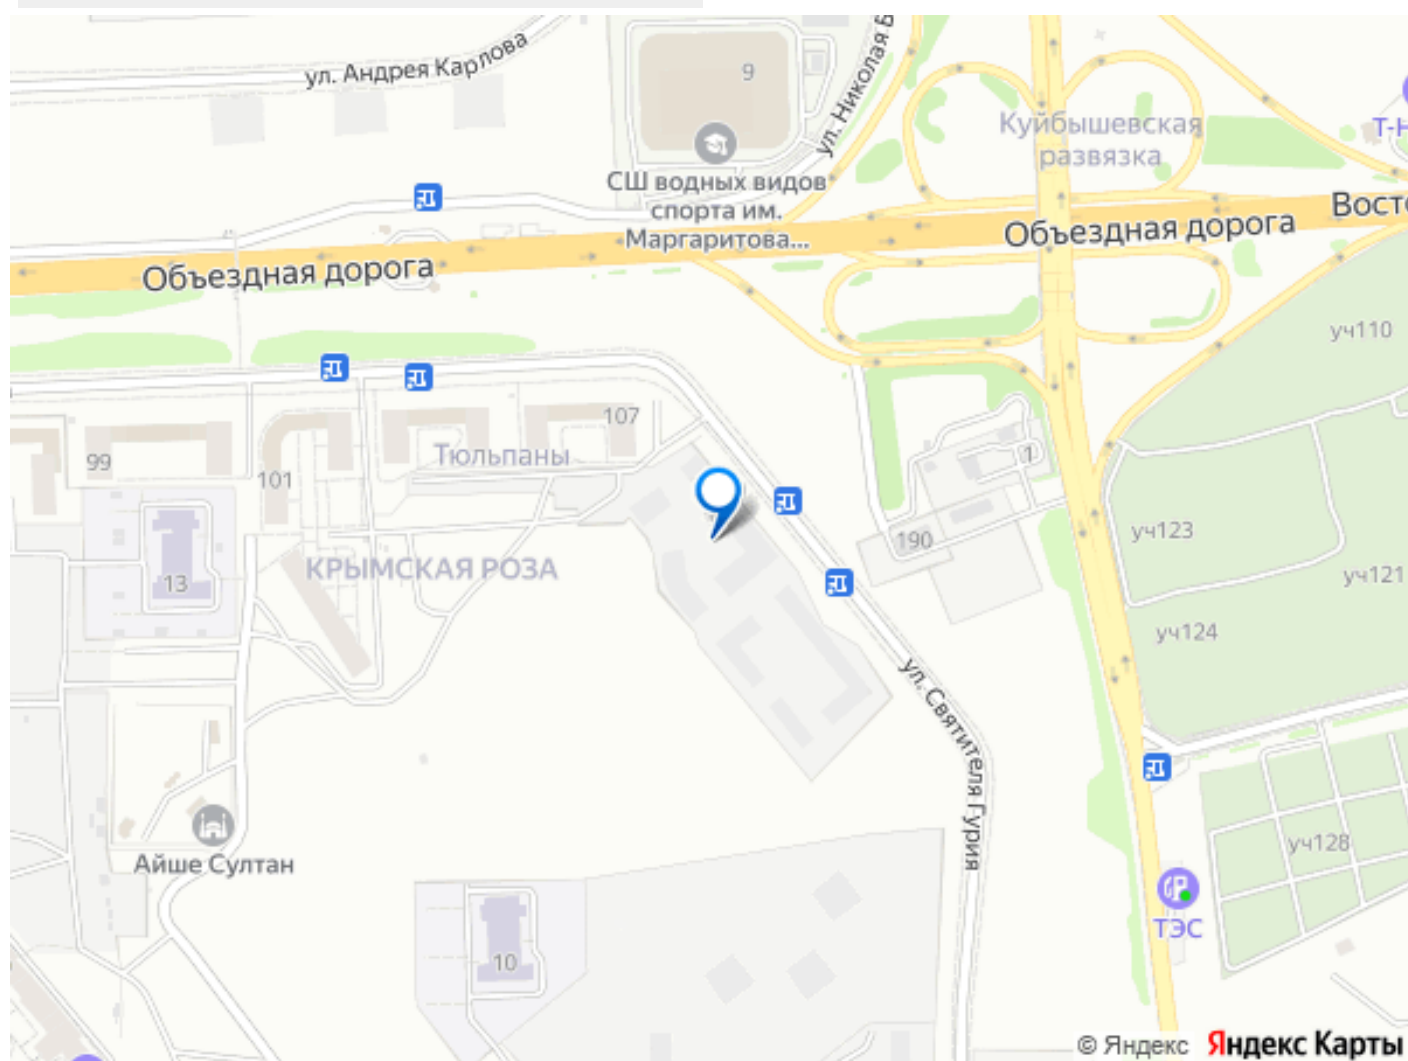 ул. Андрея Карлова
9
ул. Николая Б
Куйбышевская
развязка
Т-Н
СШ водных видов
спорта им.
Маргаритова...
Объездная дорога
Объездная дорога
Вост
уч110
107
99
101
Тюльпаны
1
190
уч123
уч121
13
КРЫМСКАЯ РОЗА
уч124
ул. Святителя Гурия
Айше Султан
уч128
ТЭС
10
© Яндекс Яндекс Карты